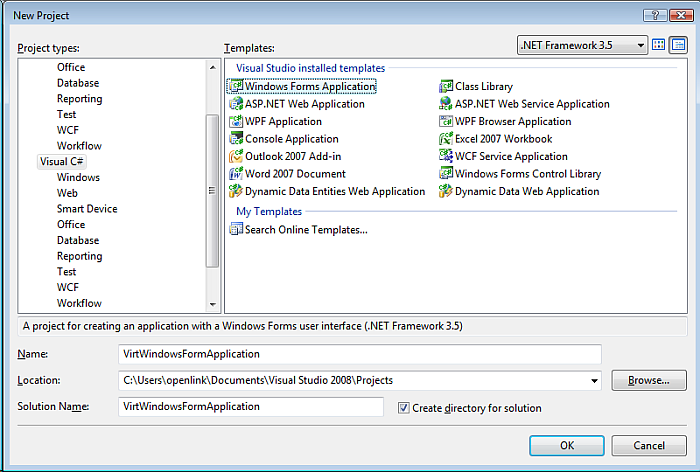 New Project
Project types:
Templates:
.NET Framework 3.5
Office
Database
Reporting
Test
WCF
Workflow
Visual C#
Windows
Web
Smart Device
Office
Database
Reporting
Test
WCF
Workflow
Visual Studio installed templates
Windows Forms Application
Class Library
ASP.NET Web Application
ASP.NET Web Service Application
WPF Application
WPF Browser Application
Console Application
Excel 2007 Workbook
Outlook 2007 Add-in
WCF Service Application
Word 2007 Document
Windows Forms Control Library
Dynamic Data Entities Web Application
Dynamic Data Web Application
My Templates
Search Online Templates...
A project for creating an application with a Windows Forms user interface (.NET Framework 3.5)
Name:
VirtWindowsFormApplication
Location:
C:\Users\openlink\Documents\Visual Studio 2008\Projects
Browse...
Solution Name:
VirtWindowsFormApplication
Create directory for solution
OK
Cancel